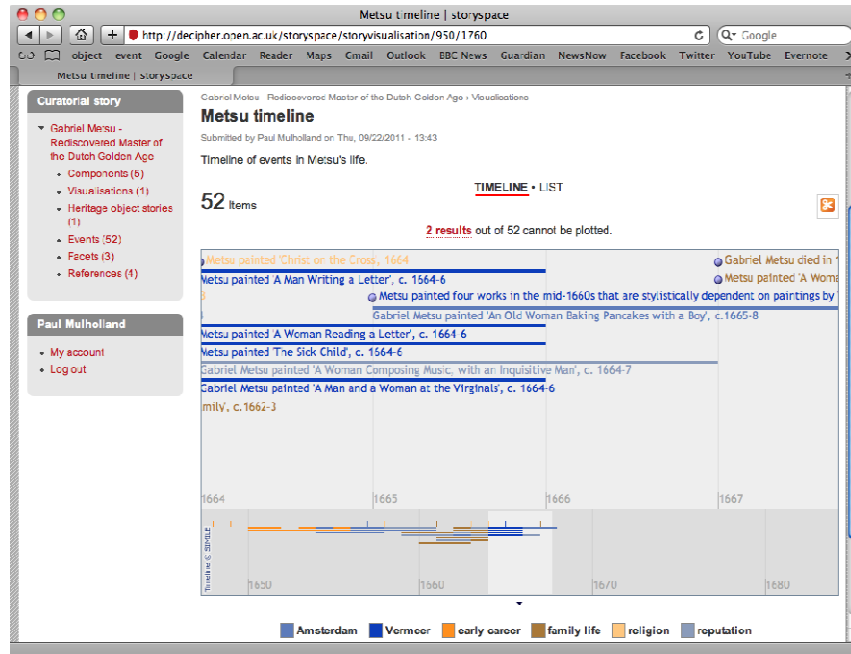 Metsu timeline | storyspace
http://decipher.open.ac.uk/storyspace/storyvisualisation/950/1760
Google
object event Google Calendar Reader Maps Gmail Outlook BBC News Guardian NewsNow Facebook Twitter YouTube Evernote
Metsu timeline | storyspace
Curatorial story
Gabriel Metsu -
Rediscovered Master of
the Dutch Golden Age
Components (6)
Visualisations (1)
Heritage object stories
(1)
Events (52)
Facets (3)
References (4)
Paul Mulholland
My account
Log out
Gabriel Metsu - Rediscovered Master of the Dutch Golden Age › Visualisations
Metsu timeline
Submitted by Paul Mulholland on Thu, 09/22/2011 - 13:43
Timeline of events in Metsu's life.
TIMELINE • LIST
52 Items
2 results out of 52 cannot be plotted.
Metsu painted 'Christ on the Cross', 1664
Gabriel Metsu died in
Metsu painted 'A Man Writing a Letter', c. 1664-6
Metsu painted 'A Woma
Metsu painted four works in the mid-1660s that are stylistically dependent on paintings by
Gabriel Metsu painted 'An Old Woman Baking Pancakes with a Boy', c.1665-8
Metsu painted 'A Woman Reading a Letter', c. 1664-6
Metsu painted 'The Sick Child', c. 1664-6
Gabriel Metsu painted 'A Woman Composing Music, with an Inquisitive Man', c. 1664-7
Gabriel Metsu painted 'A Man and a Woman at the Virginals', c. 1664-6
mily', c.1662-3
1664 1665 1666 1667
Timeline © SIMILE
1650 1660 1670 1680
Amsterdam Vermeer early career family life religion reputation